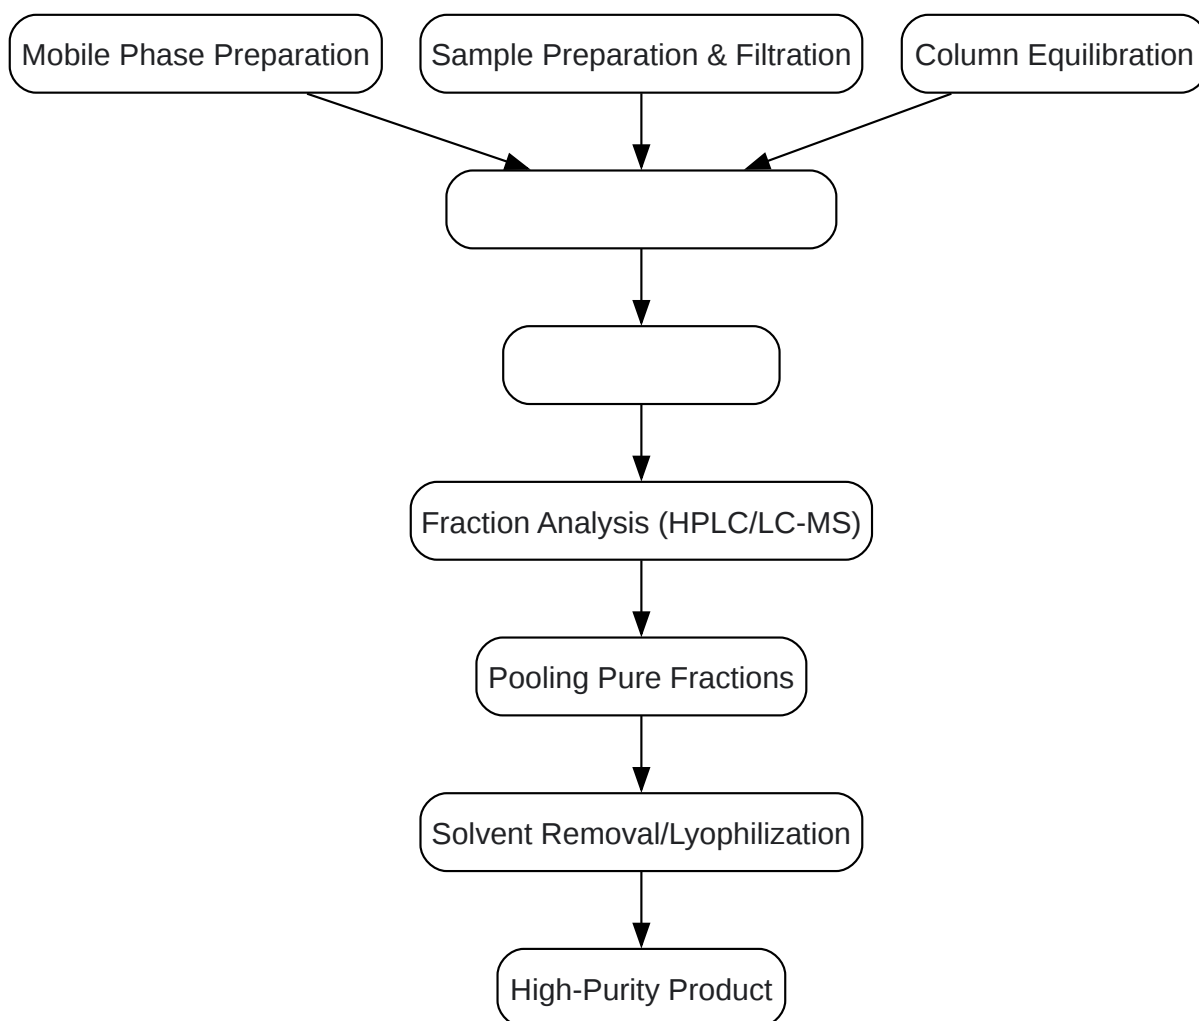 Mobile Phase Preparation
Sample Preparation & Filtration
Column Equilibration
Fraction Analysis (HPLC/LC-MS)
Pooling Pure Fractions
Solvent Removal/Lyophilization
High-Purity Product